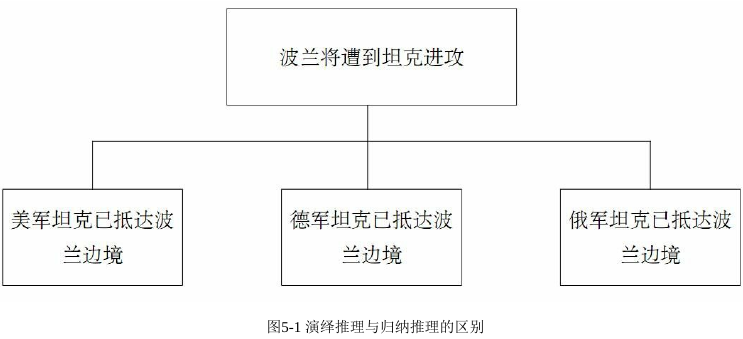 波兰将遭到坦克进攻
美军坦克已抵达波
兰边境
德军坦克已抵达波
兰边境
俄军坦克已抵达波
兰边境
图5-1 演绎推理与归纳推理的区别